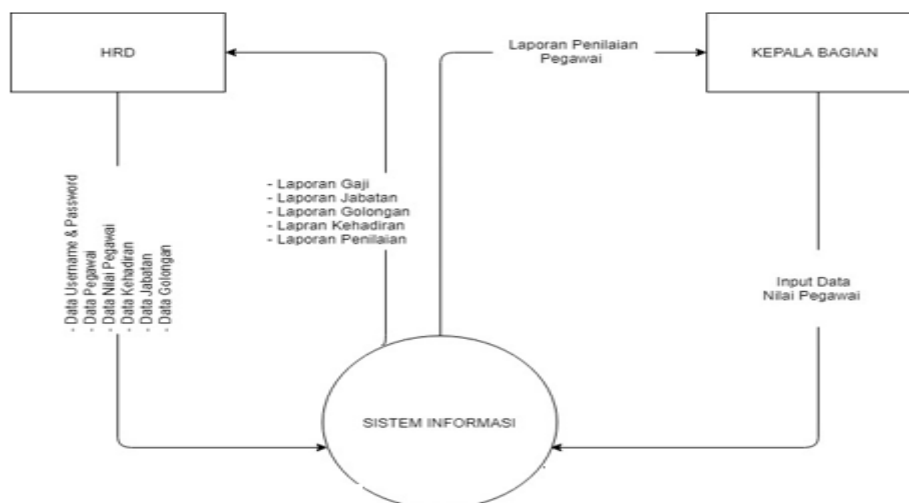 HRD
Laporan Penilaian
Pegawai
KEPALA BAGIAN
- Data Username & Password
- Data Pegawai
- Data Nilai Pegawai
- Data Kehadiran
- Data Jabatan
- Data Golongan
- Laporan Gaji
- Laporan Jabatan
- Laporan Golongan
- Lapran Kehadiran
- Laporan Penilaian
Input Data
Nilai Pegawai
SISTEM INFORMASI